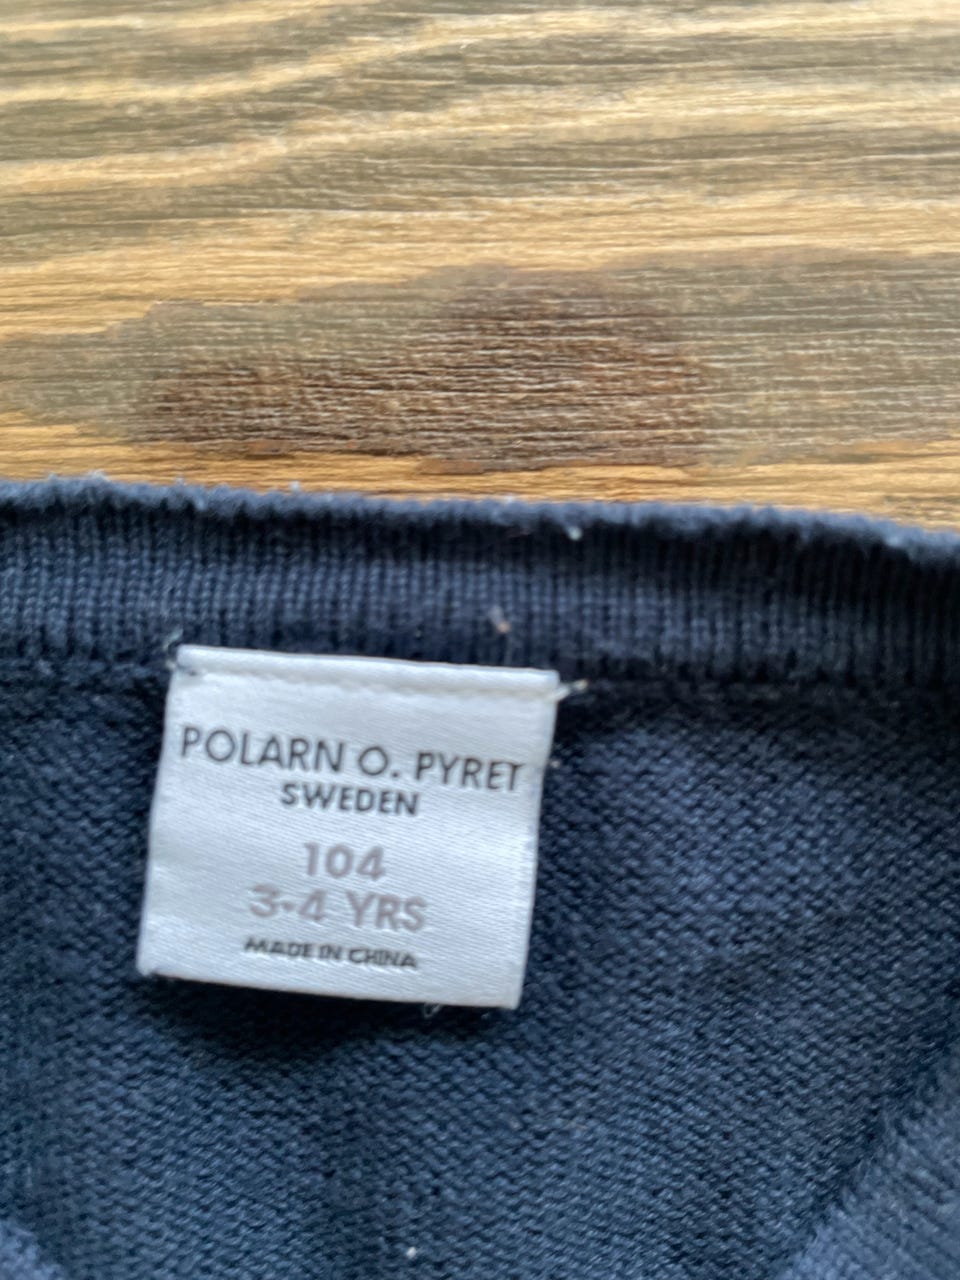 POLARN O. PYRET
SWEDEN
104
3-4 YRS
MADE IN CHINA